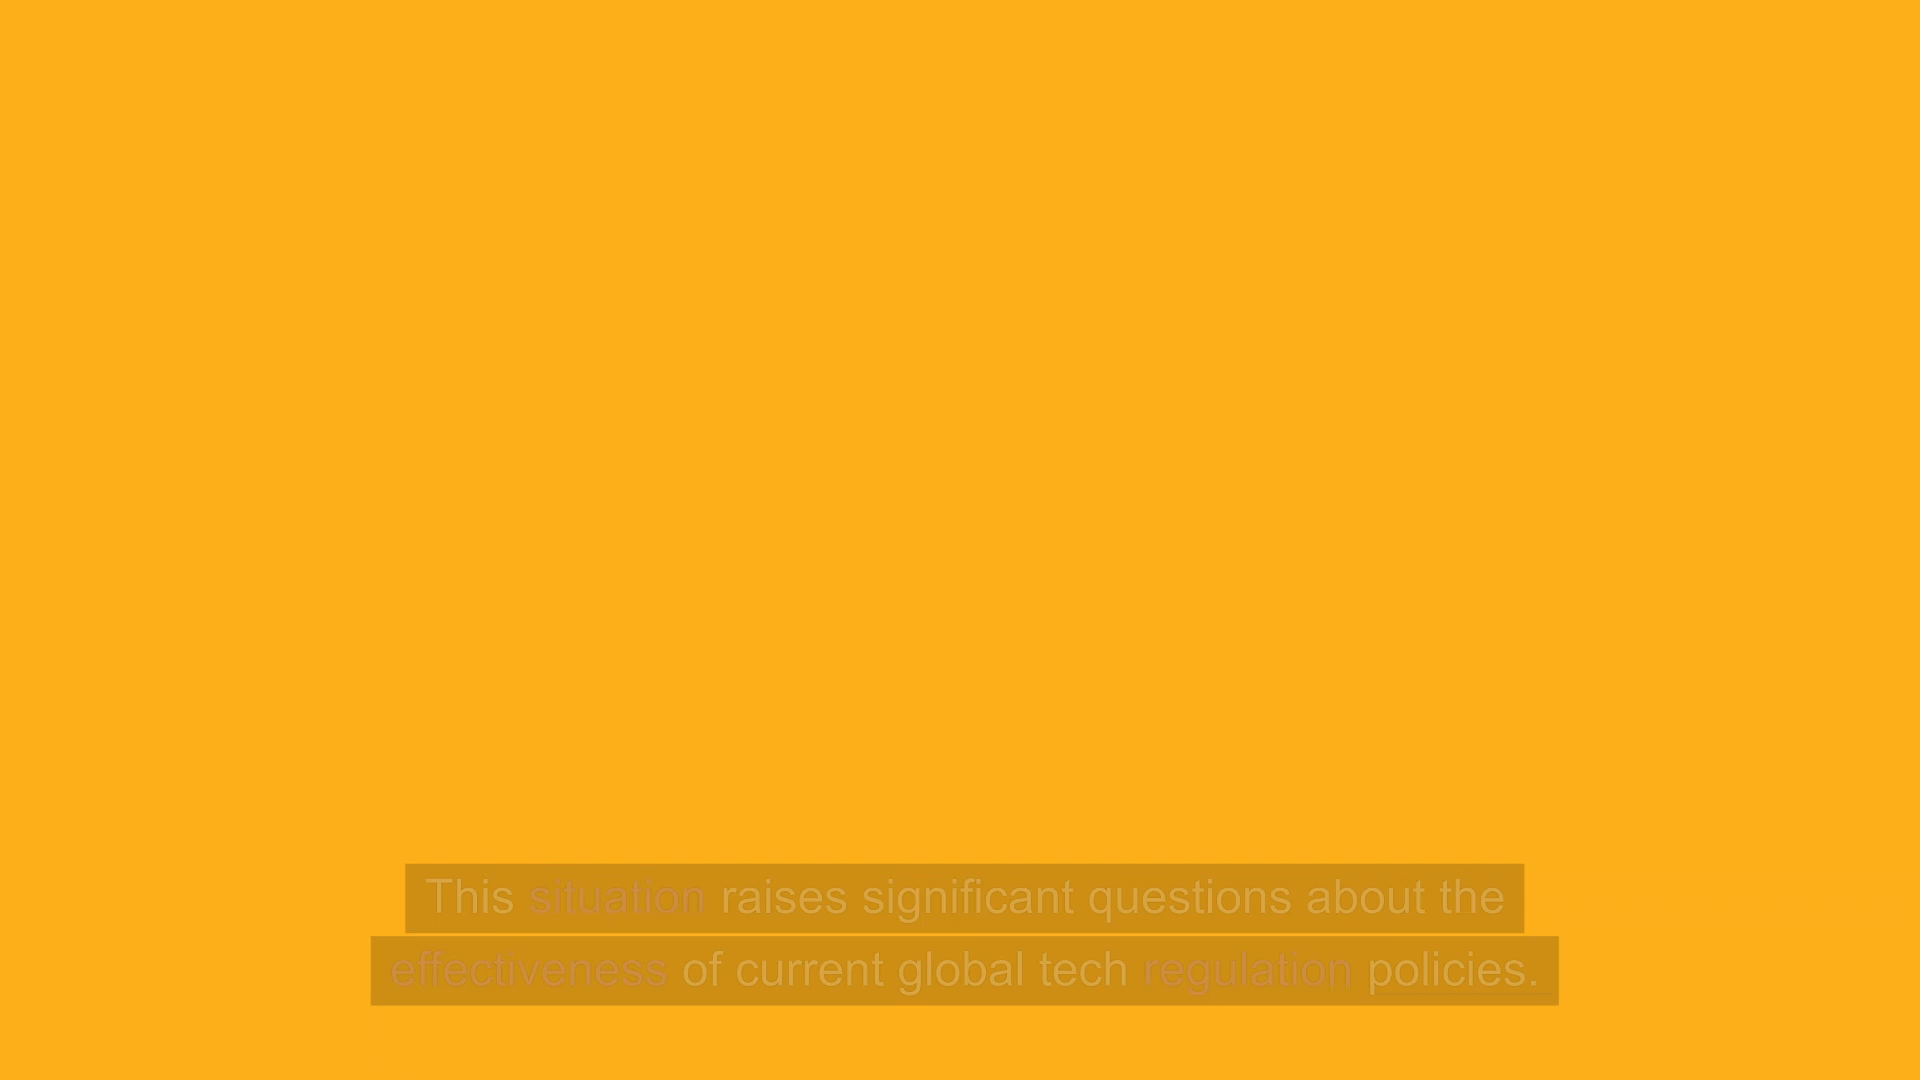 This situation raises significant questions about the
effectiveness of current global tech regulation policies.